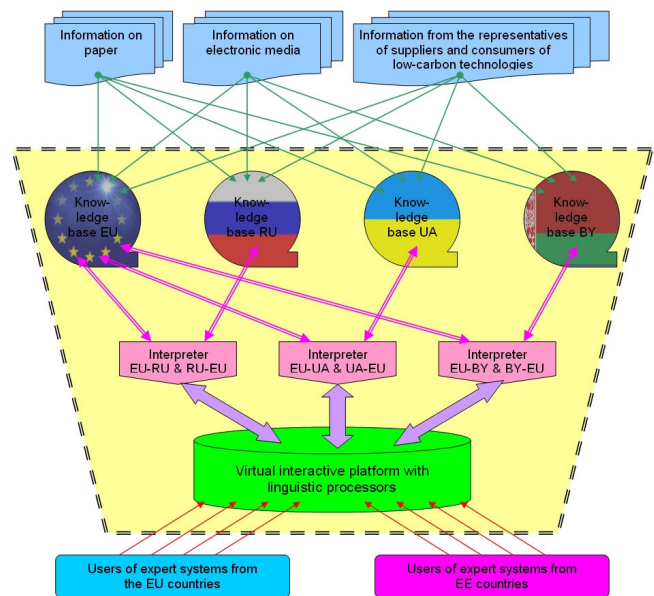 Information on
paper
Information on
electronic media
Information from the representatives
of suppliers and consumers of
low-carbon technologies
Know-
ledge
base EU
Know-
ledge
base RU
Know-
ledge
base UA
Know-
ledge
base BY
Interpreter
EU-RU & RU-EU
Interpreter
EU-UA & UA-EU
Interpreter
EU-BY & BY-EU
Virtual interactive platform with
linguistic processors
Users of expert systems from
the EU countries
Users of expert systems from
EE countries